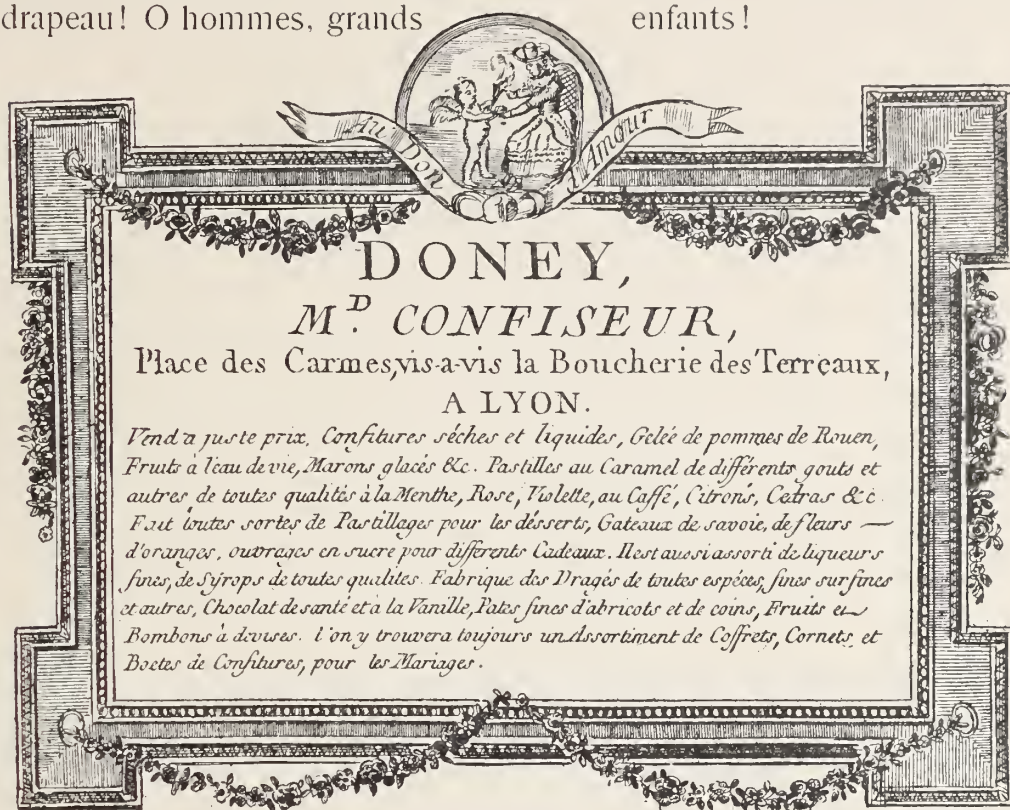 drapeau! O hommes, grands enfants!
Au Don Amour
DONEY,
M.D CONFISEUR,
Place des Carmes, vis-a-vis la Boucherie des Terreaux,
A LYON.
Vend a juste prix, Confitures séches et liquides, Gelée de pommes de Rouen,
Fruits à l'eau de vie, Marons glacés &c. Pastilles au Caramel de différents gouts et
autres de toutes qualités à la Menthe, Rose, Violette, au Caffé, Citrons, Cedras &c.
Fait toutes sortes de Pastillages pour les désserts, Gateaux de savoie, de fleurs —
d'oranges, ouvrages en sucre pour différents Cadeaux. Il est aussi assorti de liqueurs
fines, de Syrops de toutes qualites. Fabrique des Dragés de toutes espéces, fines surfines
et autres, Chocolat de santé et a la Vanille, Pates fines d'abricots et de coins, Fruits et
Bombons à devises. l'on y trouvera toujours un Assortiment de Coffrets, Cornets et
Boetes de Confitures, pour les Mariages.